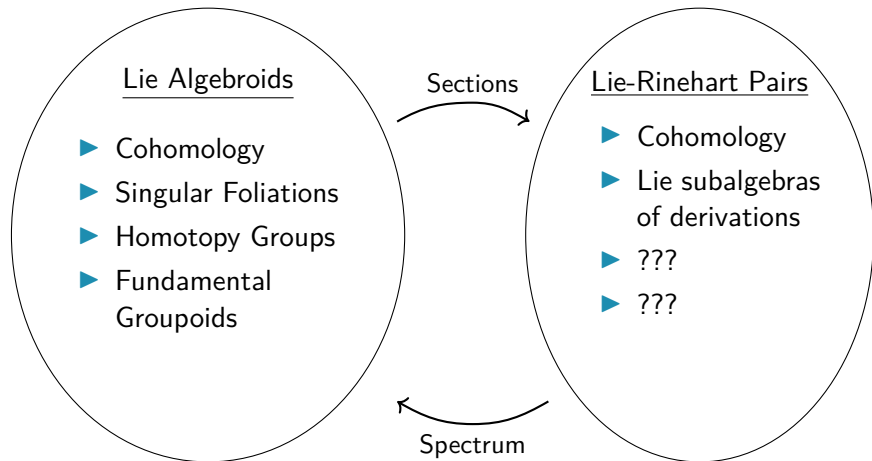 Lie Algebroids
▶ Cohomology
▶ Singular Foliations
▶ Homotopy Groups
▶ Fundamental
Groupoids
Sections
Lie-Rinehart Pairs
▶ Cohomology
▶ Lie subalgebras
of derivations
▶ ???
▶ ???
Spectrum